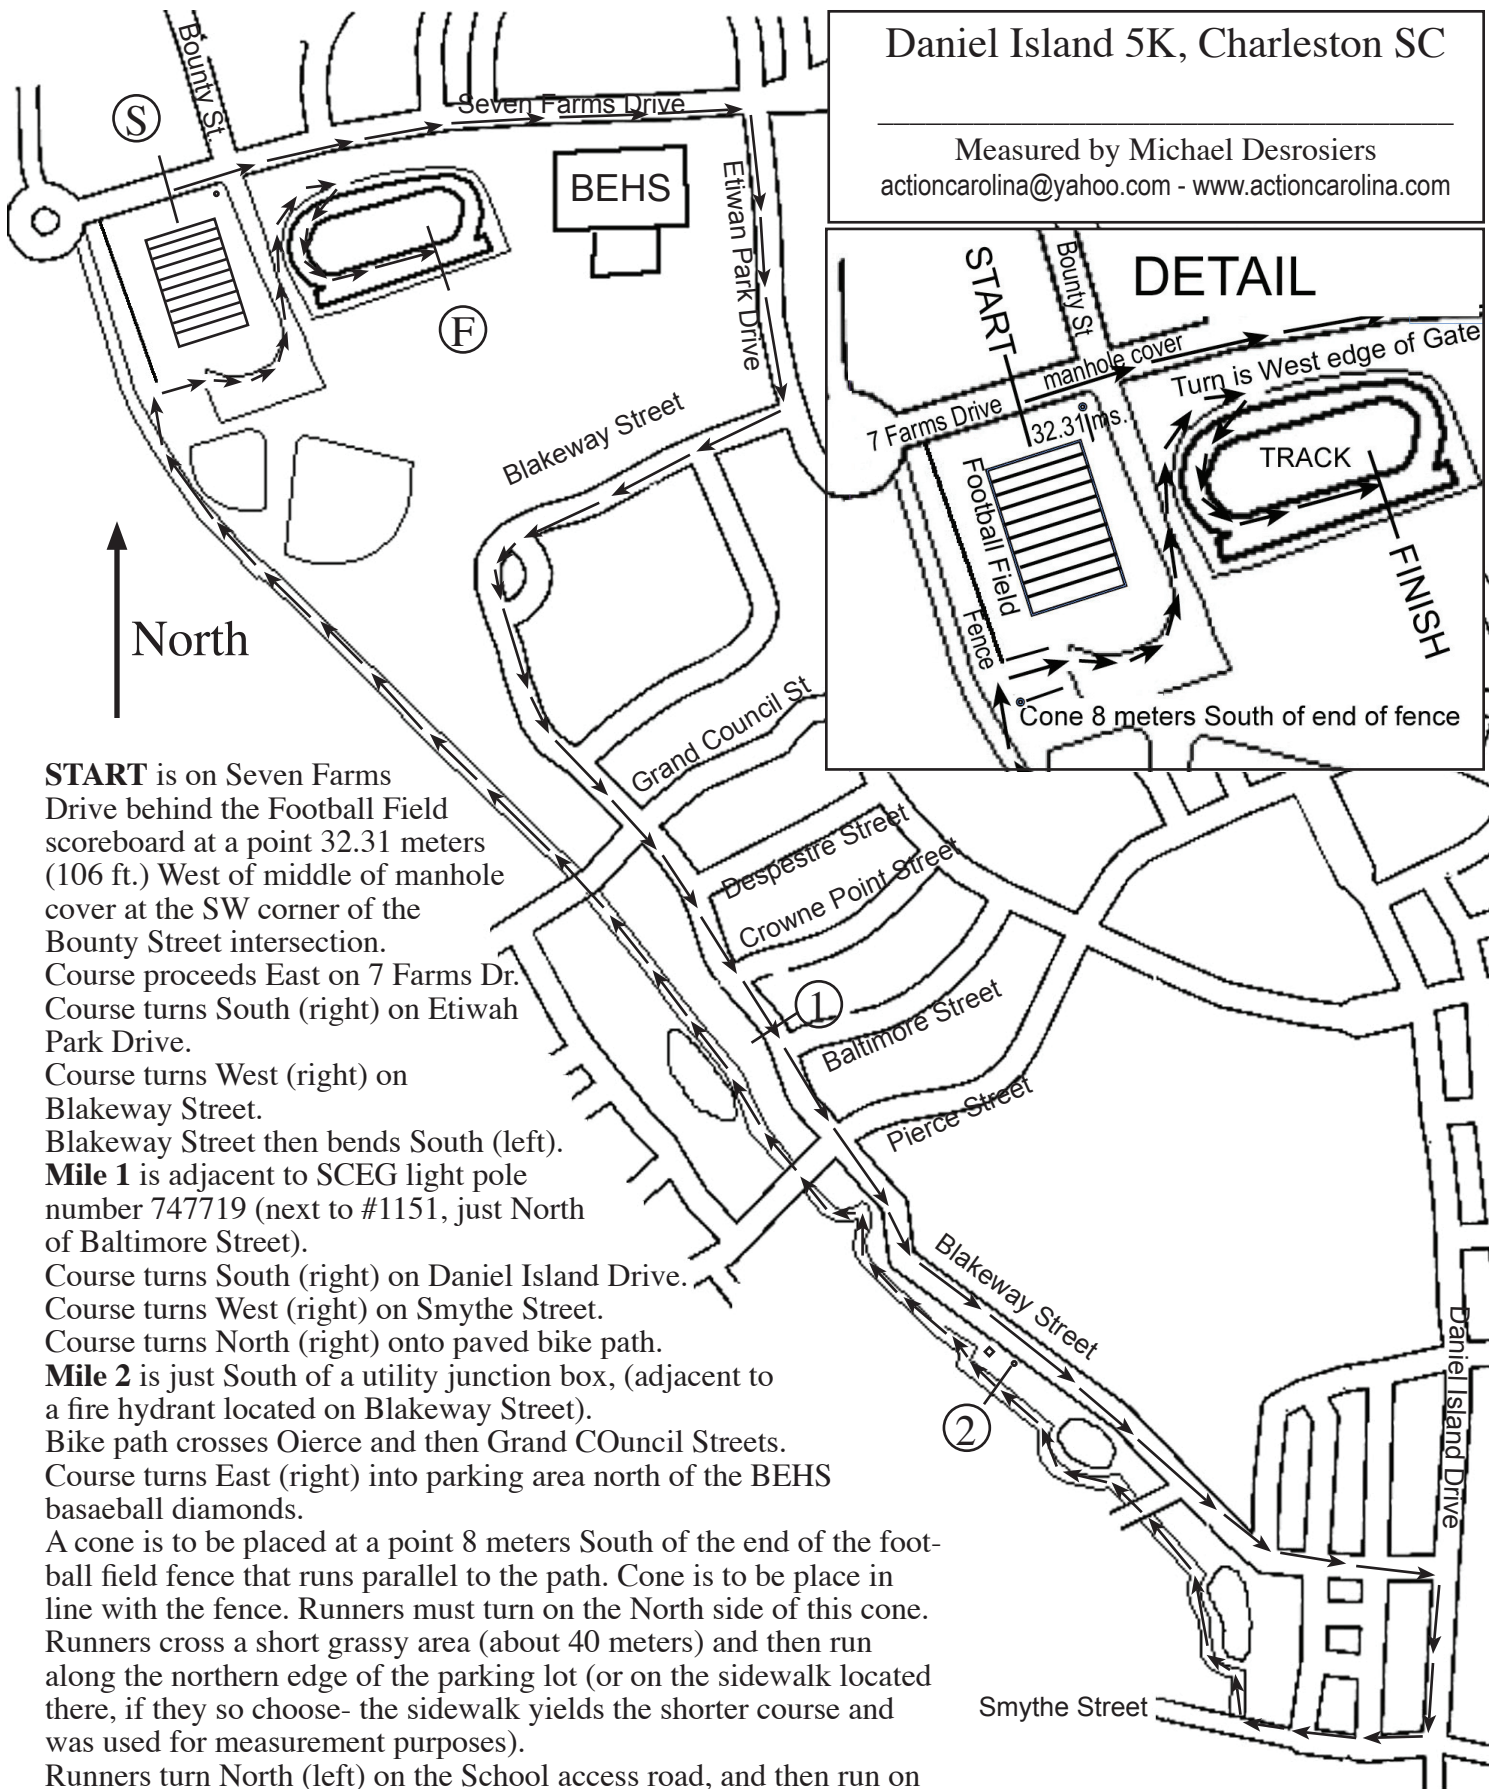 Daniel Island 5K, Charleston SC
Measured by Michael Desrosiers
actioncarolina@yahoo.com - www.actioncarolina.com
Bounty St.
S
Seven Farms Drive
BEHS
Etiwan Park Drive
F
Blakeway Street
North
DETAIL
START
Bounty St
manhole cover
Turn is West edge of Gate
7 Farms Drive
32.31 ms.
TRACK
Football Field
Fence
FINISH
Cone 8 meters South of end of fence
Grand Council St
Despestre Street
Crowne Point Street
1
Baltimore Street
Pierce Street
Blakeway Street
Daniel Island Drive
2
Smythe Street
START is on Seven Farms
Drive behind the Football Field
scoreboard at a point 32.31 meters
(106 ft.) West of middle of manhole
cover at the SW corner of the
Bounty Street intersection.
Course proceeds East on 7 Farms Dr.
Course turns South (right) on Etiwah
Park Drive.
Course turns West (right) on
Blakeway Street.
Blakeway Street then bends South (left).
Mile 1 is adjacent to SCEG light pole
number 747719 (next to #1151, just North
of Baltimore Street).
Course turns South (right) on Daniel Island Drive.
Course turns West (right) on Smythe Street.
Course turns North (right) onto paved bike path.
Mile 2 is just South of a utility junction box, (adjacent to
a fire hydrant located on Blakeway Street).
Bike path crosses Oierce and then Grand COuncil Streets.
Course turns East (right) into parking area north of the BEHS
basaeball diamonds.
A cone is to be placed at a point 8 meters South of the end of the foot-
ball field fence that runs parallel to the path. Cone is to be place in
line with the fence. Runners must turn on the North side of this cone.
Runners cross a short grassy area (about 40 meters) and then run
along the northern edge of the parking lot (or on the sidewalk located
there, if they so choose- the sidewalk yields the shorter course and
was used for measurement purposes).
Runners turn North (left) on the School access road, and then run on